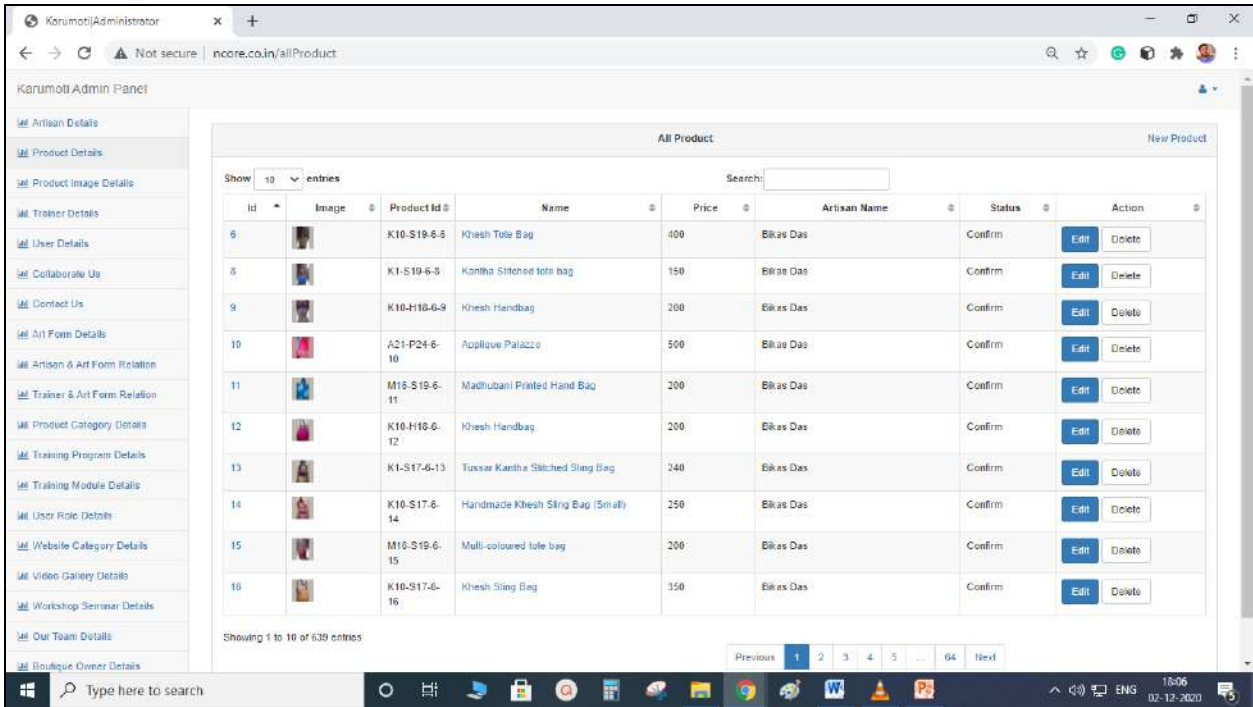 Karumoti|Administrator
Not secure | ncore.co.in/allProduct
Karumoti Admin Panel
Artisan Details
Product Details
Product Image Details
Trainer Details
User Details
Collaborate Us
Contact Us
Art Form Details
Artisan & Art Form Relation
Trainer & Art Form Relation
Product Category Details
Training Program Details
Training Module Details
User Role Details
Website Category Details
Video Gallery Details
Workshop Seminar Details
Our Team Details
Boutique Owner Details
All Product New Product
Show 10 entries Search:
Id Image Product Id Name Price Artisan Name Status Action
6 K10-S19-6-6 Khesh Tote Bag 400 Bikas Das Confirm Edit Delete
8 K1-S19-6-8 Kantha Stitched tote bag 150 Bikas Das Confirm Edit Delete
9 K10-H18-6-9 Khesh Handbag 200 Bikas Das Confirm Edit Delete
10 A21-P24-6-10 Applique Palazzo 500 Bikas Das Confirm Edit Delete
11 M16-S19-6-11 Madhubani Printed Hand Bag 200 Bikas Das Confirm Edit Delete
12 K10-H18-6-12 Khesh Handbag 200 Bikas Das Confirm Edit Delete
13 K1-S17-6-13 Tussar Kantha Stitched Sling Bag 240 Bikas Das Confirm Edit Delete
14 K10-S17-6-14 Handmade Khesh Sling Bag (Small) 250 Bikas Das Confirm Edit Delete
15 M16-S19-6-15 Multi-coloured tote bag 200 Bikas Das Confirm Edit Delete
16 K10-S17-6-16 Khesh Sling Bag 350 Bikas Das Confirm Edit Delete
Showing 1 to 10 of 639 entries
Previous 1 2 3 4 5 ... 64 Next
Type here to search
ENG
18:06
02-12-2020